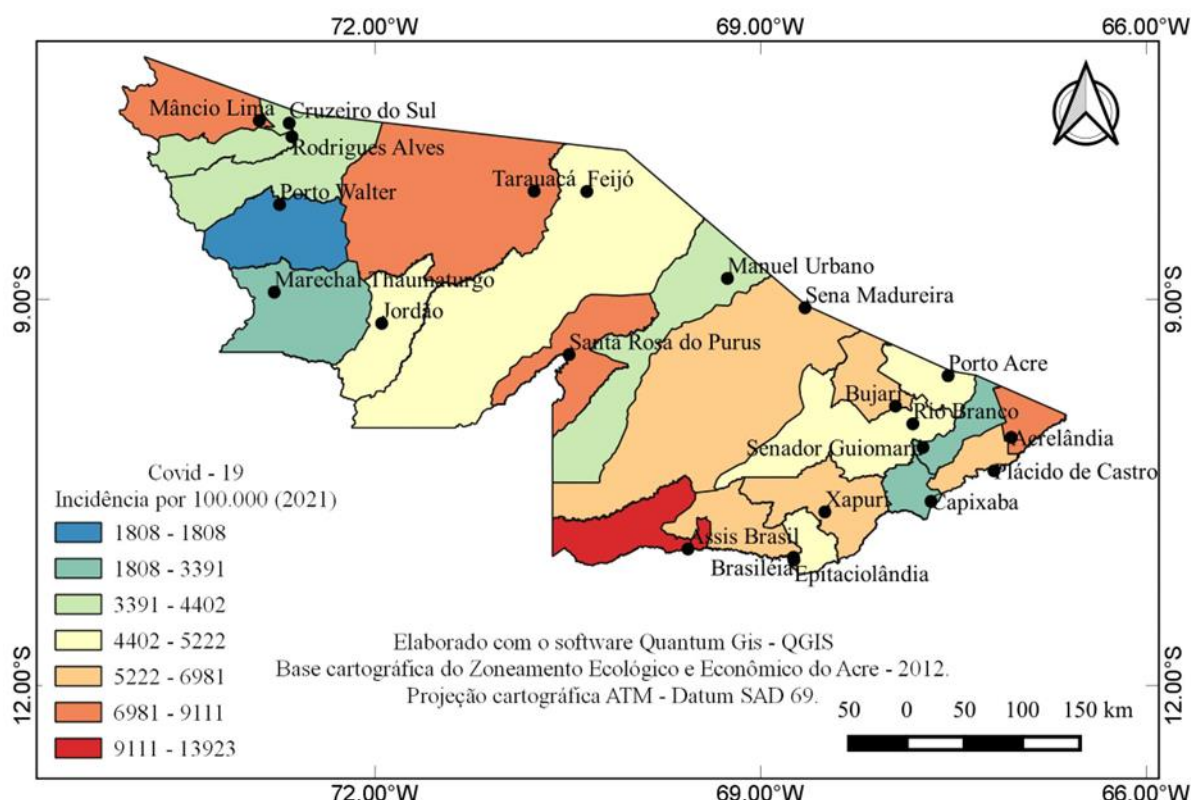 72.00°W 69.00°W 66.00°W
Mâncio Lima
Cruzeiro do Sul
Rodrigues Alves
Tarauacá
Feijó
Porto Walter
Manuel Urbano
Marechal Thaumaturgo
Sena Madureira
9.00°S
9.00°S
Jordão
Santa Rosa do Purus
Porto Acre
Bujari
Rio Branco
Acrelândia
Senador Guiomard
Plácido de Castro
Xapuri
Capixaba
Assis Brasil
Brasiléia
Epitaciolândia
Covid - 19
Incidência por 100.000 (2021)
1808 - 1808
1808 - 3391
3391 - 4402
4402 - 5222
5222 - 6981
6981 - 9111
9111 - 13923
Elaborado com o software Quantum Gis - QGIS
Base cartográfica do Zoneamento Ecológico e Econômico do Acre - 2012.
Projeção cartográfica ATM - Datum SAD 69.
12.00°S
12.00°S
50 0 50 100 150 km
72.00°W 69.00°W 66.00°W